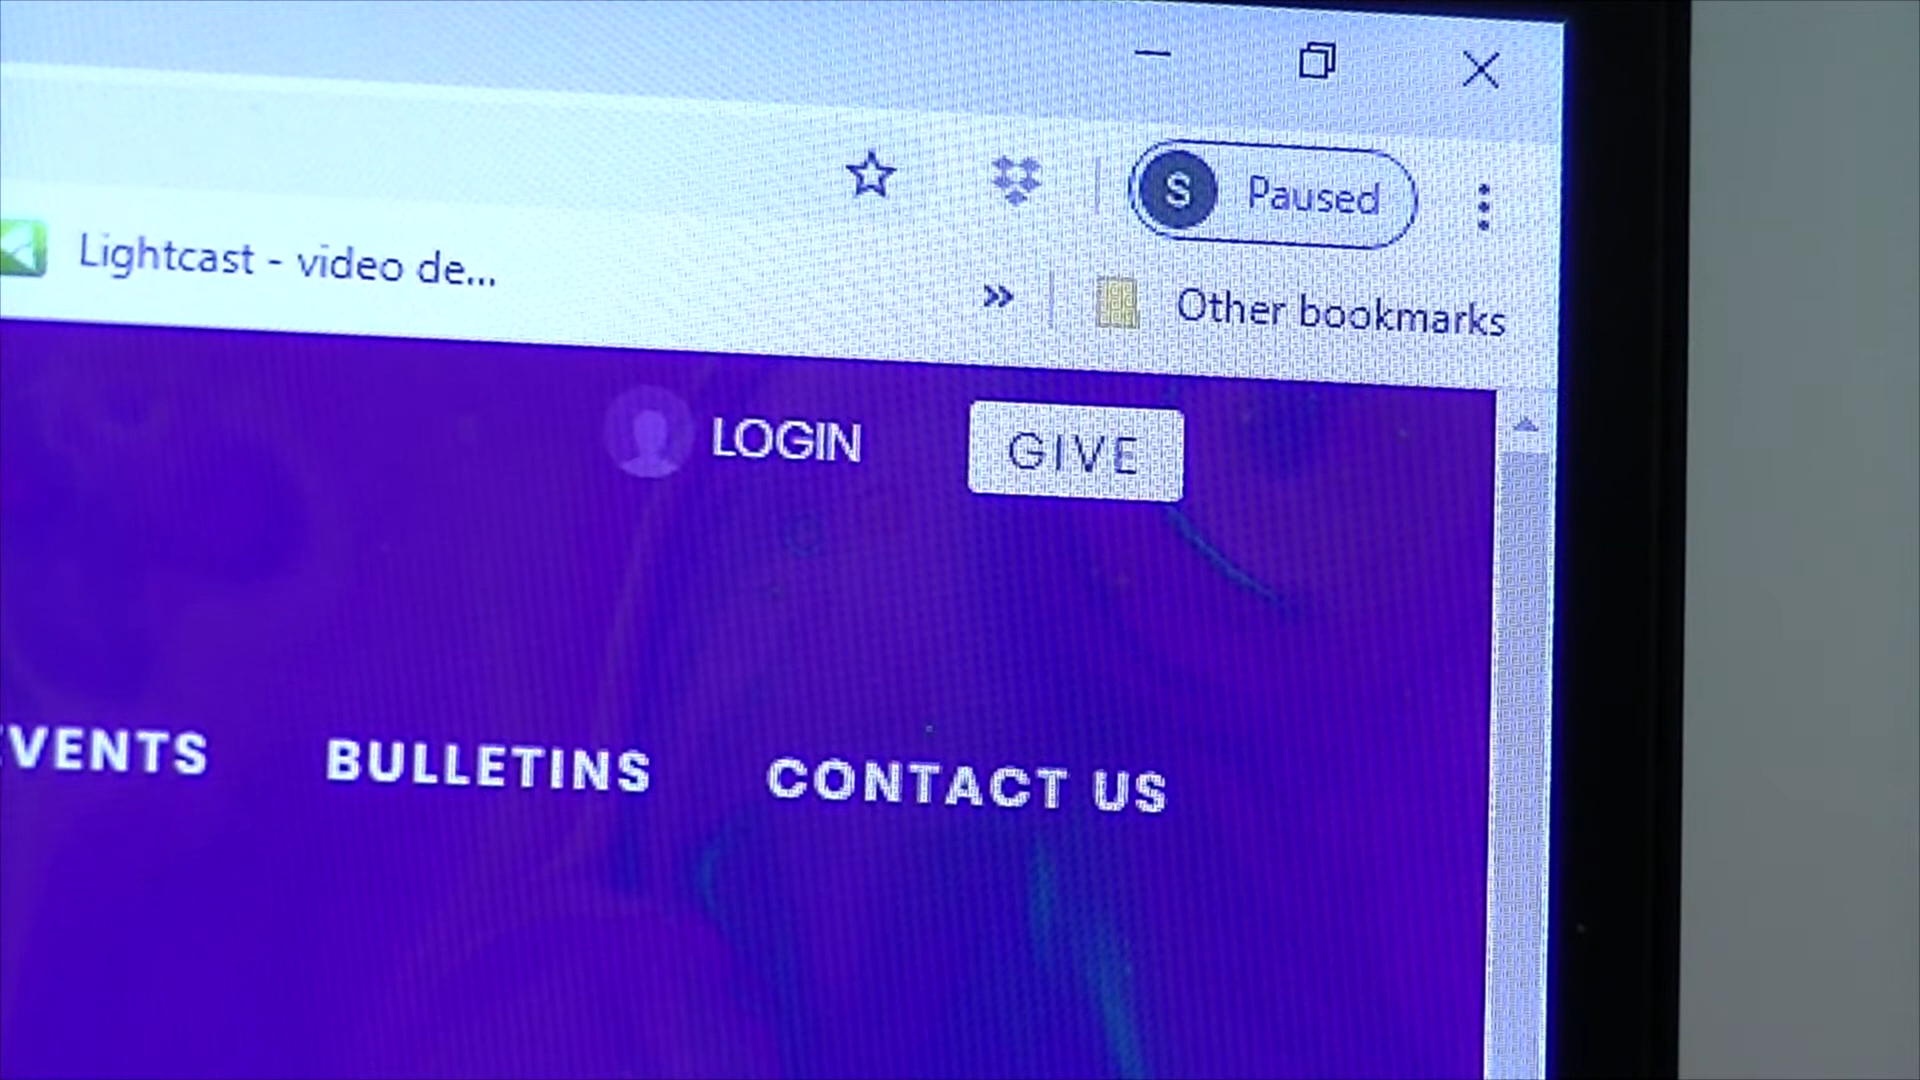 S Paused
Lightcast - video de...
» Other bookmarks
LOGIN GIVE
VENTS BULLETINS CONTACT US